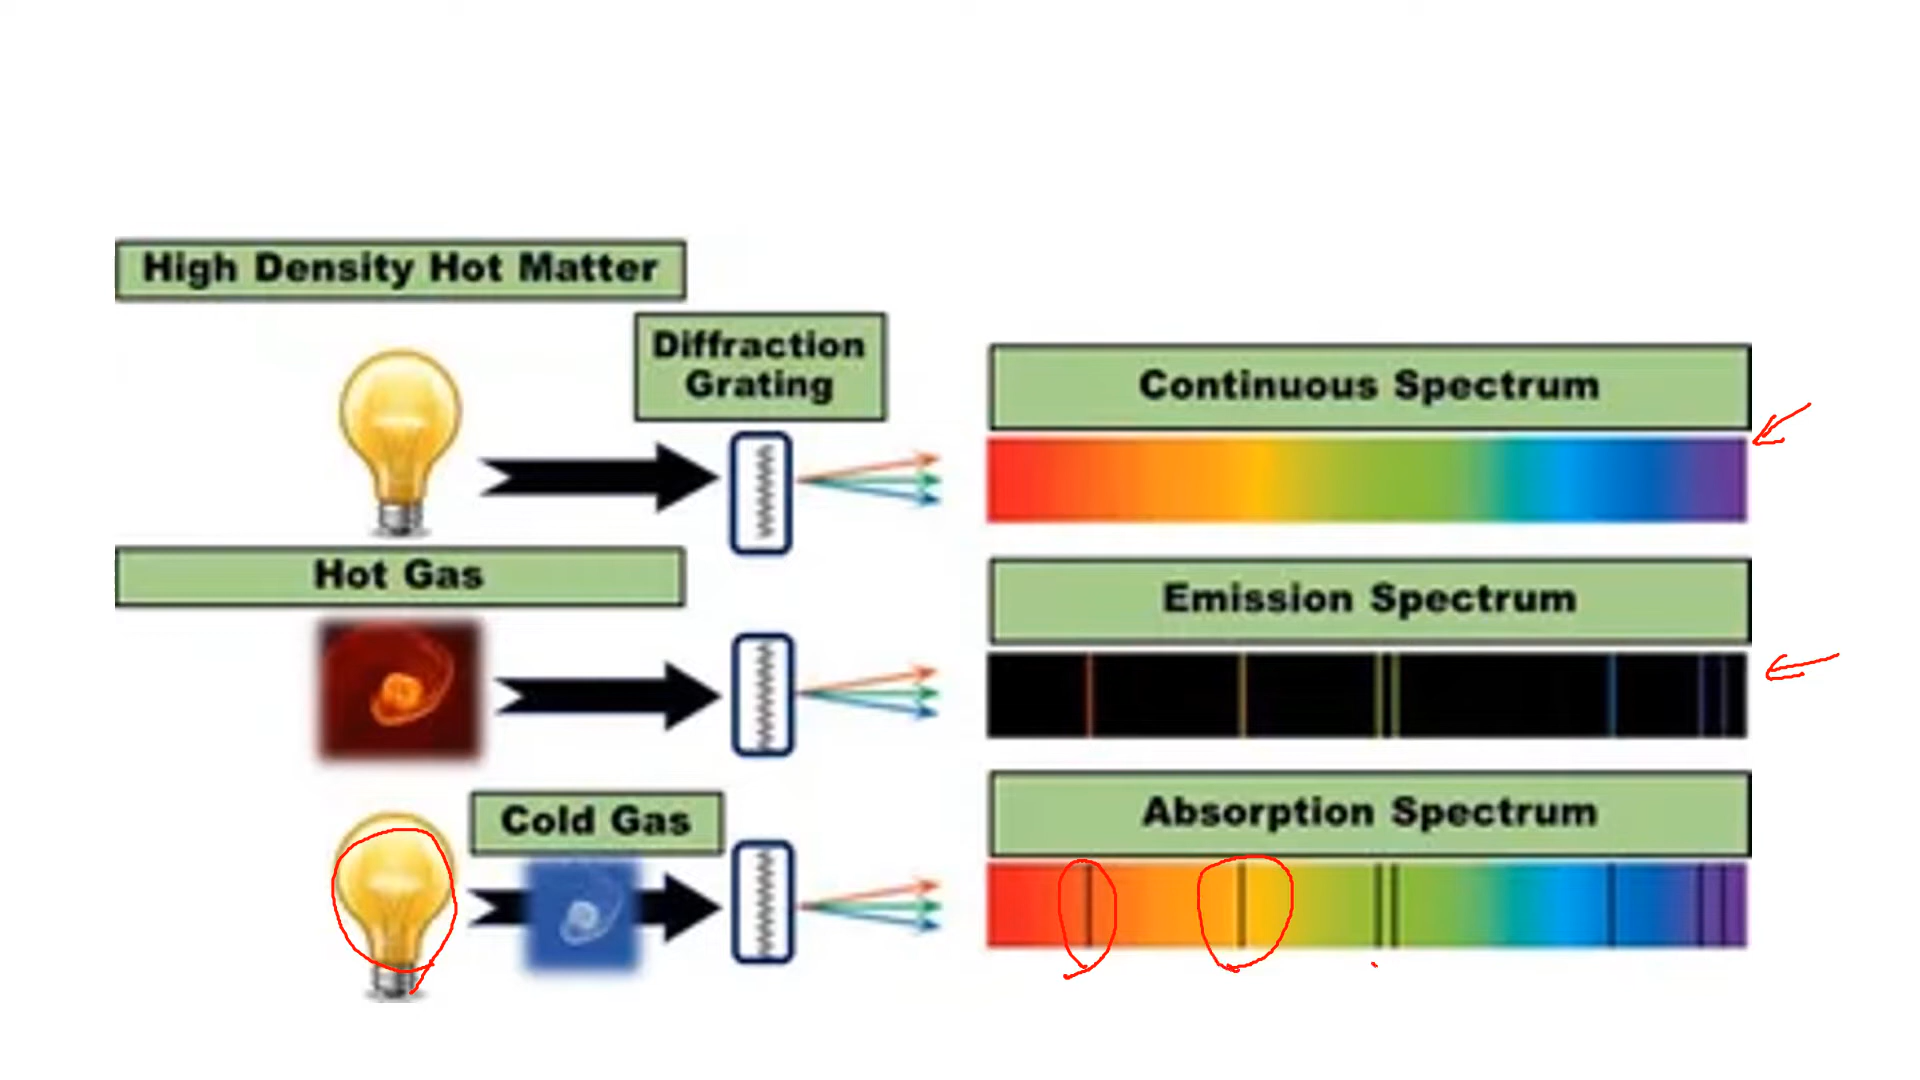 High Density Hot Matter
Diffraction
Grating
Continuous Spectrum
Hot Gas
Emission Spectrum
Cold Gas
Absorption Spectrum